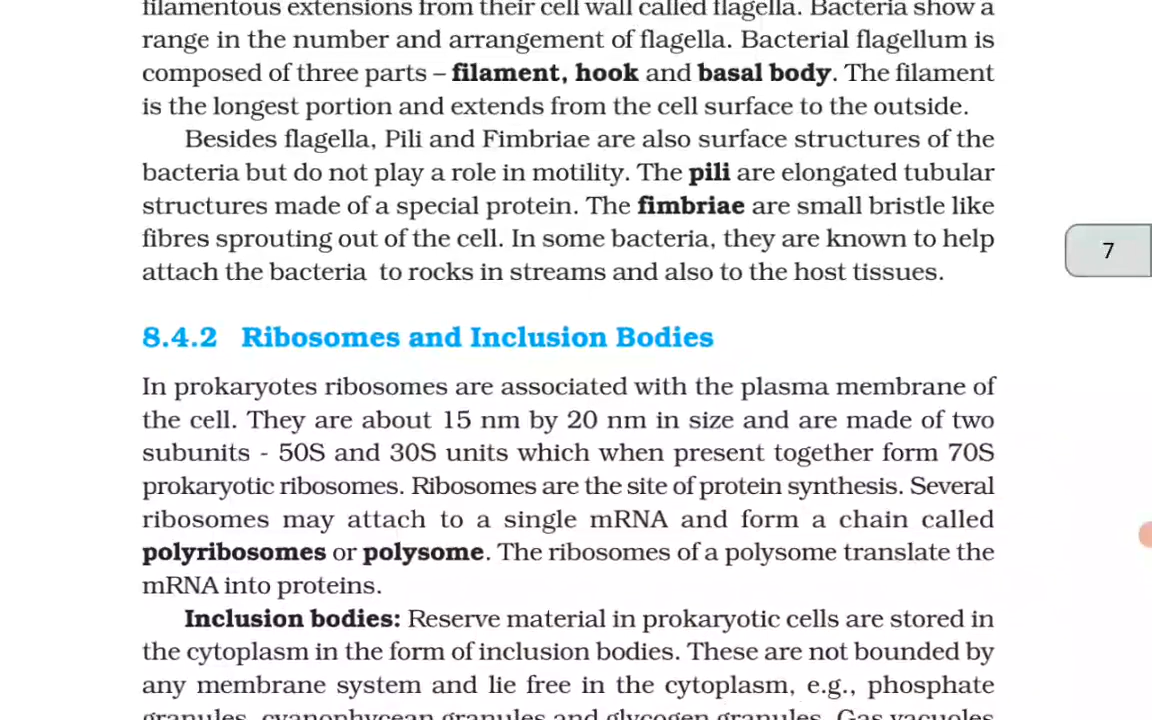 filamentous extensions from their cell wall called flagella. Bacteria show a
range in the number and arrangement of flagella. Bacterial flagellum is
composed of three parts – filament, hook and basal body. The filament
is the longest portion and extends from the cell surface to the outside.
Besides flagella, Pili and Fimbriae are also surface structures of the
bacteria but do not play a role in motility. The pili are elongated tubular
structures made of a special protein. The fimbriae are small bristle like
fibres sprouting out of the cell. In some bacteria, they are known to help
attach the bacteria to rocks in streams and also to the host tissues.
7
8.4.2 Ribosomes and Inclusion Bodies
In prokaryotes ribosomes are associated with the plasma membrane of
the cell. They are about 15 nm by 20 nm in size and are made of two
subunits - 50S and 30S units which when present together form 70S
prokaryotic ribosomes. Ribosomes are the site of protein synthesis. Several
ribosomes may attach to a single mRNA and form a chain called
polyribosomes or polysome. The ribosomes of a polysome translate the
mRNA into proteins.
Inclusion bodies: Reserve material in prokaryotic cells are stored in
the cytoplasm in the form of inclusion bodies. These are not bounded by
any membrane system and lie free in the cytoplasm, e.g., phosphate
granules, cyanophycean granules and glycogen granules. Gas vacuoles